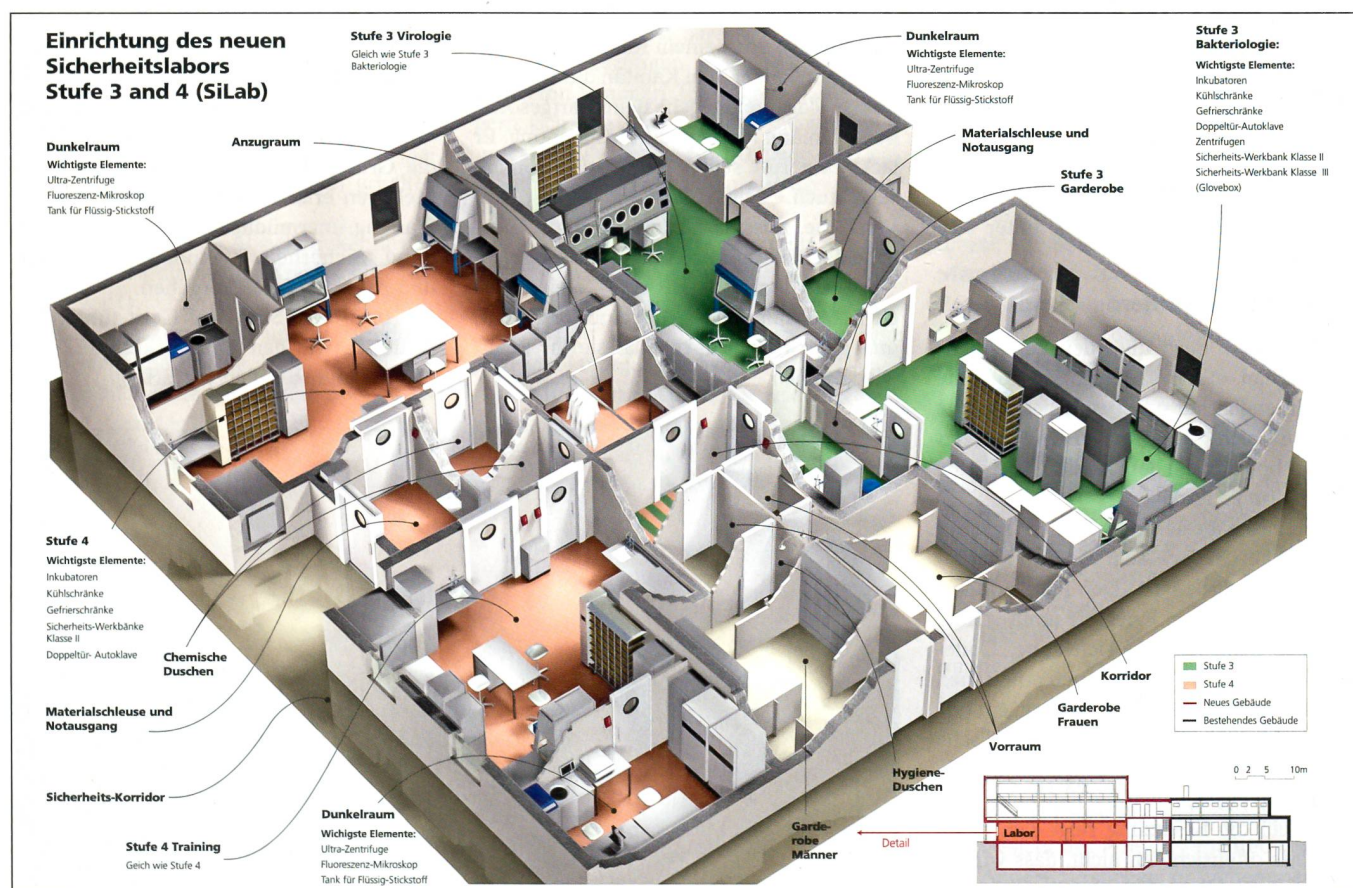 Einrichtung des neuen
Sicherheitslabors
Stufe 3 and 4 (SiLab)
Stufe 3 Virologie
Gleich wie Stufe 3
Bakteriologie
Dunkelraum
Wichtigste Elemente:
Ultra-Zentrifuge
Fluoreszenz-Mikroskop
Tank für Flüssig-Stickstoff
Stufe 3
Bakteriologie:
Wichtigste Elemente:
Inkubatoren
Kühlschränke
Gefrierschränke
Doppeltür-Autoklave
Zentrifugen
Sicherheits-Werkbank Klasse II
Sicherheits-Werkbank Klasse III
(Glovebox)
Dunkelraum
Wichtigste Elemente:
Ultra-Zentrifuge
Fluoreszenz-Mikroskop
Tank für Flüssig-Stickstoff
Anzugraum
Materialschleuse und
Notausgang
Stufe 3
Garderobe
Stufe 4
Wichtigste Elemente:
Inkubatoren
Kühlschränke
Gefrierschränke
Sicherheits-Werkbänke
Klasse II
Doppeltür- Autoklave
Chemische
Duschen
Materialschleuse und
Notausgang
Sicherheits-Korridor
Stufe 4 Training
Geich wie Stufe 4
Dunkelraum
Wichtigste Elemente:
Ultra-Zentrifuge
Fluoreszenz-Mikroskop
Tank für Flüssig-Stickstoff
Garde-
robe
Männer
Hygiene-
Duschen
Vorraum
Garderobe
Frauen
Korridor
Stufe 3
Stufe 4
Neues Gebäude
Bestehendes Gebäude
0 2 5 10m
Labor
Detail